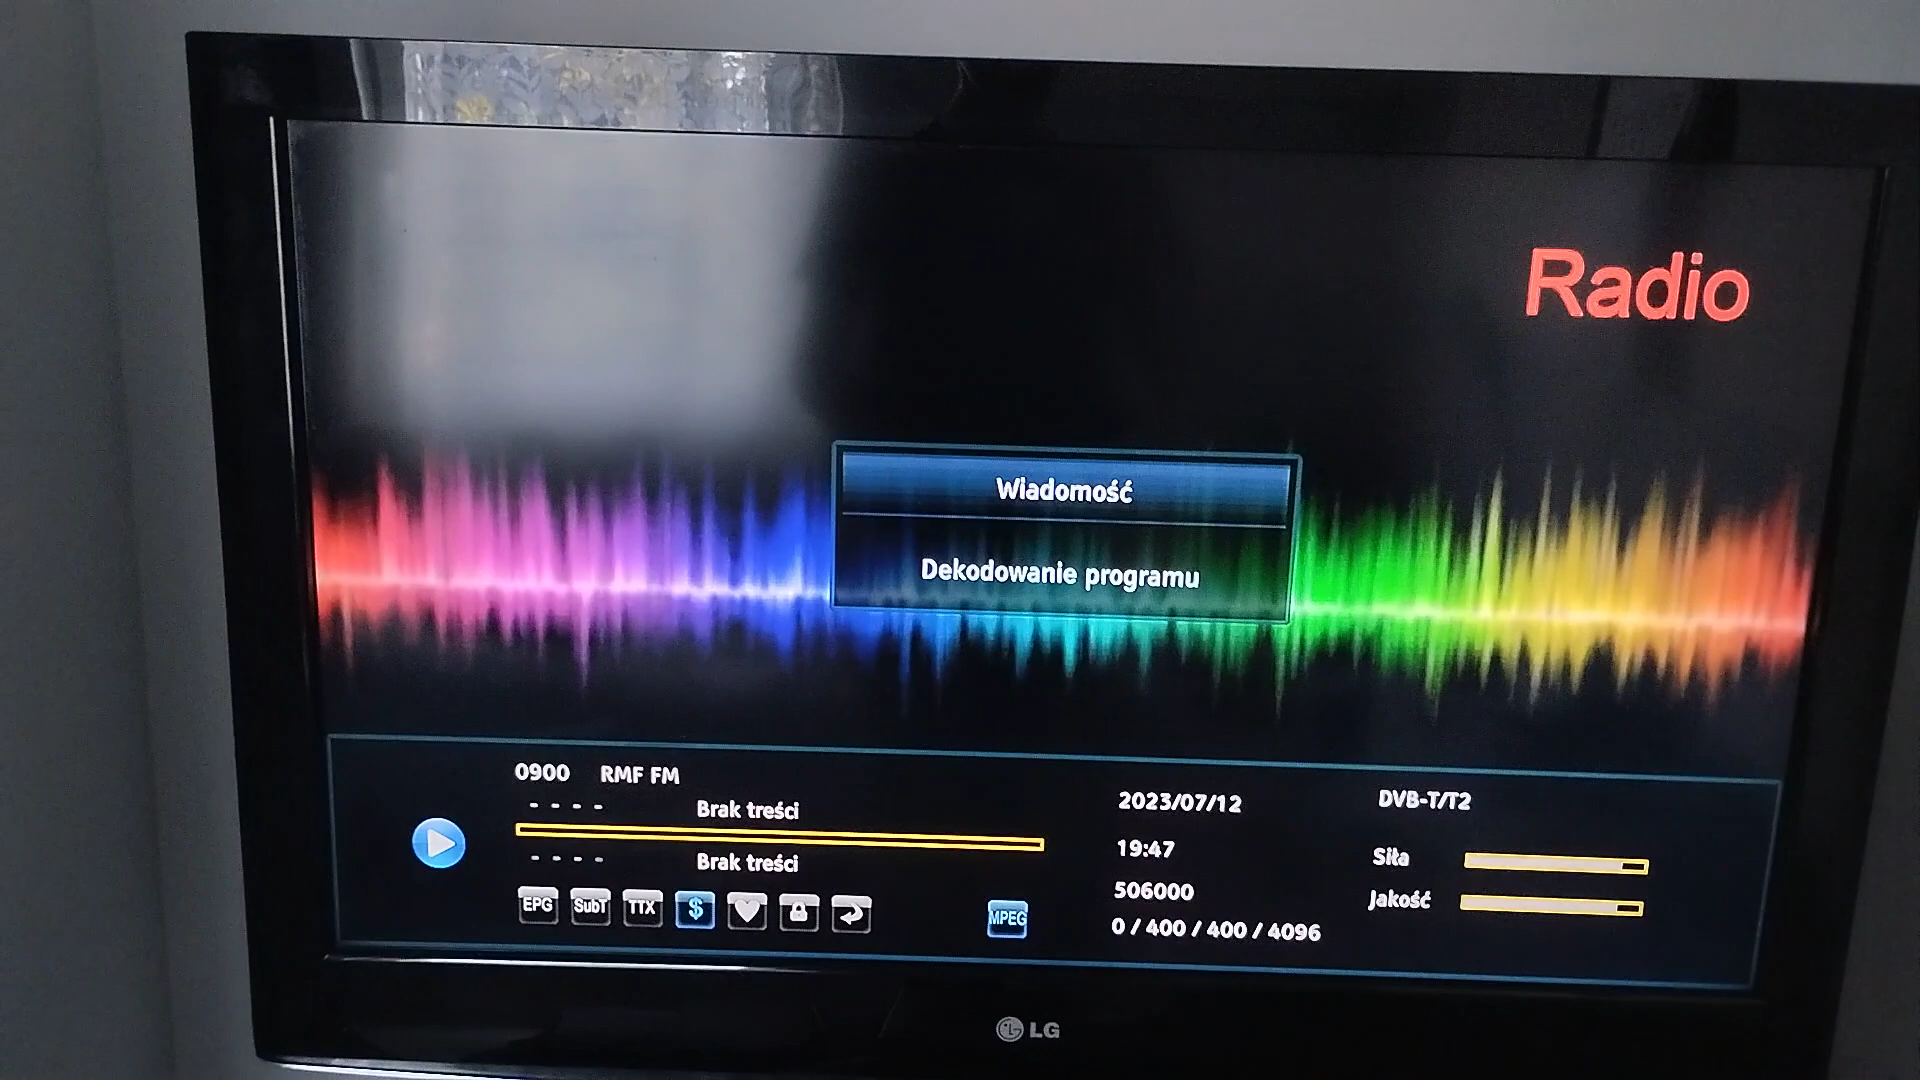 Radio
Wiadomość
Dekodowanie programu
0900 RMF FM
- - - - Brak treści
- - - - Brak treści
EPG SubT TTX $ MPEG
2023/07/12
19:47
506000
0 / 400 / 400 / 4096
DVB-T/T2
Siła
Jakość
LG